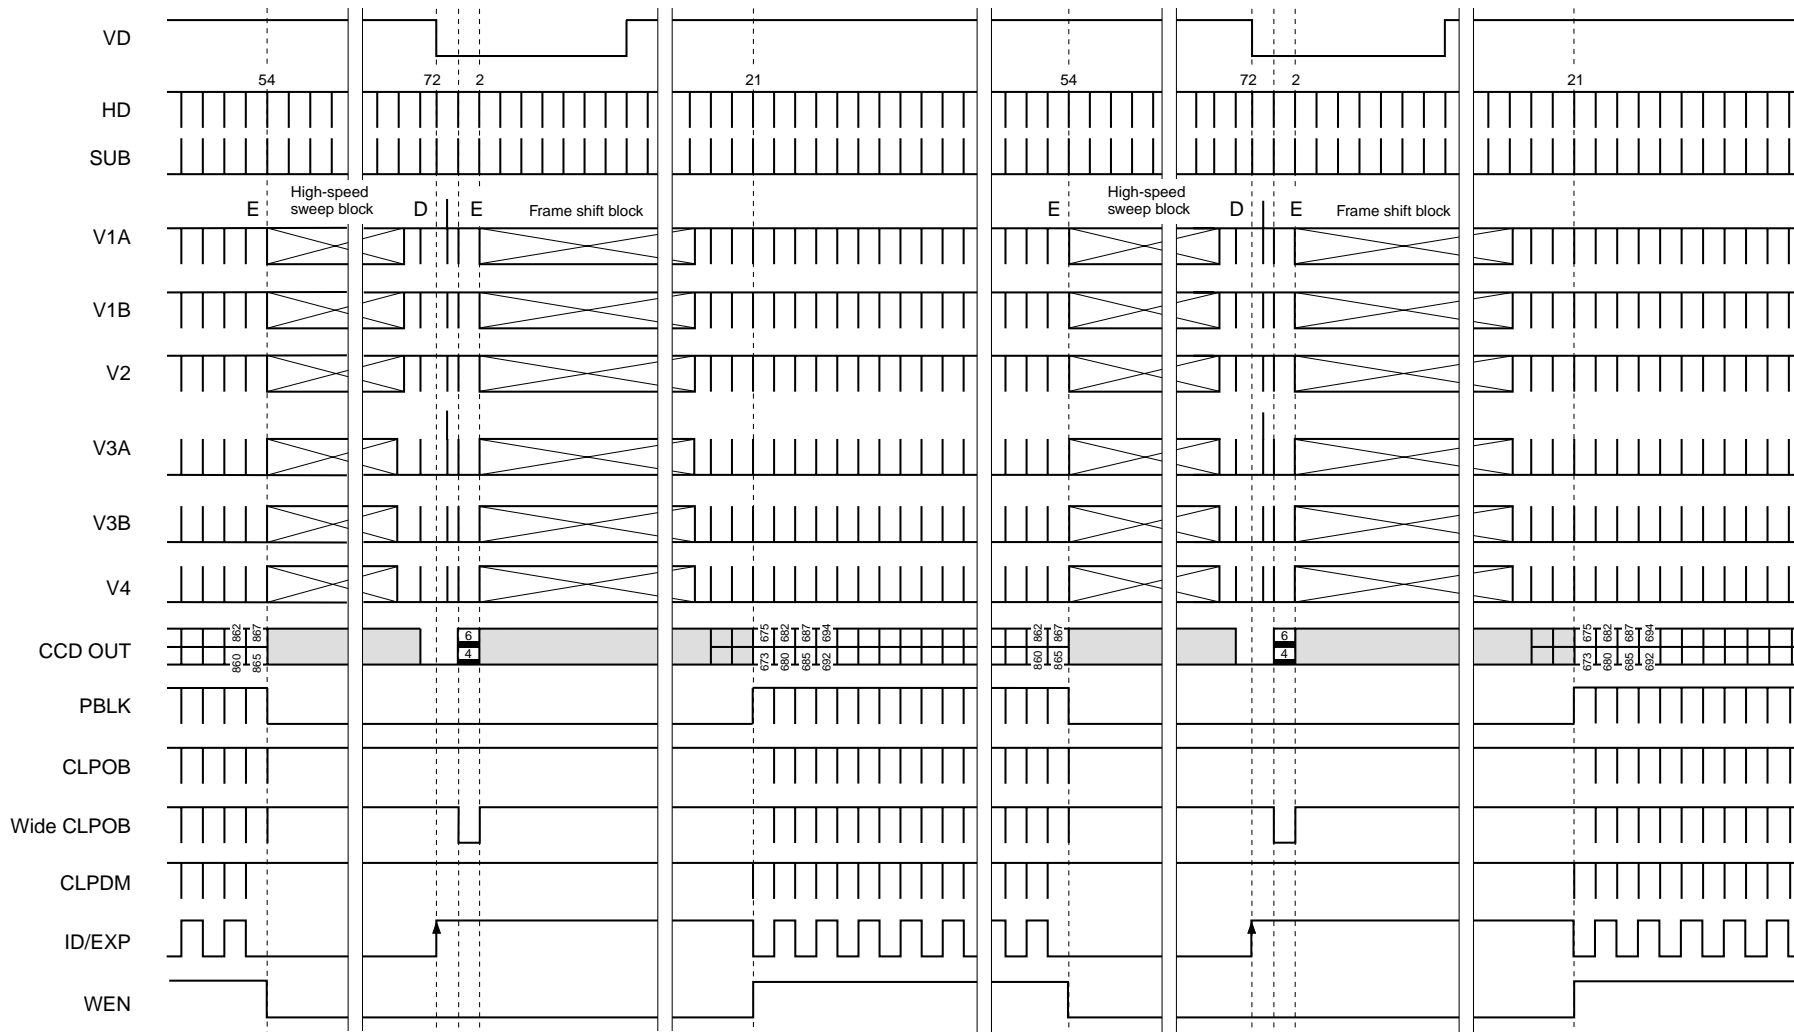 VD
54 72 2 21 54 72 2 21
HD
SUB
E High-speed sweep block D E Frame shift block E High-speed sweep block D E Frame shift block
V1A
V1B
V2
V3A
V3B
V4
862 867 6 675 682 687 694 862 867 6 675 682 687 694
CCD OUT
860 865 4 673 680 685 692 860 865 4 673 680 685 692
PBLK
CLPOB
Wide CLPOB
CLPDM
ID/EXP
WEN